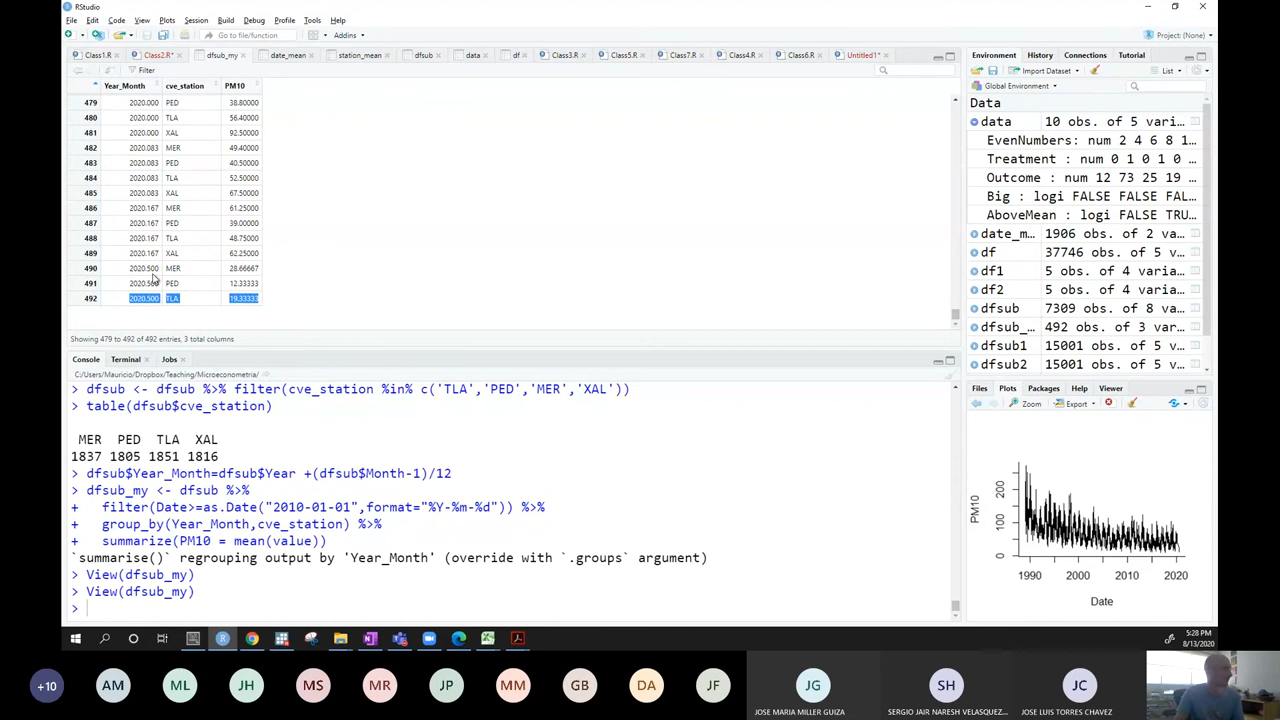 RStudio
File Edit Code View Plots Session Build Debug Profile Tools Help
Go to file/function Addins Project: (None)
Class1.R Class2.R* dfsub_my date_mean station_mean dfsub data df Class3.R Class5.R Class7.R Class4.R Class6.R Untitled1*
Filter
Year_Month cve_station PM10
479 2020.000 PED 38.80000
480 2020.000 TLA 56.40000
481 2020.000 XAL 92.50000
482 2020.083 MER 49.40000
483 2020.083 PED 40.50000
484 2020.083 TLA 52.50000
485 2020.083 XAL 67.50000
486 2020.167 MER 61.25000
487 2020.167 PED 39.00000
488 2020.167 TLA 48.75000
489 2020.167 XAL 62.25000
490 2020.500 MER 28.66667
491 2020.500 PED 12.33333
492 2020.500 TLA 19.33333
Showing 479 to 492 of 492 entries, 3 total columns
Console Terminal Jobs
C:/Users/Mauricio/Dropbox/Teaching/Microeconometria/
> dfsub <- dfsub %>% filter(cve_station %in% c('TLA','PED','MER','XAL'))
> table(dfsub$cve_station)
MER PED TLA XAL
1837 1805 1851 1816
> dfsub$Year_Month=dfsub$Year +(dfsub$Month-1)/12
> dfsub_my <- dfsub %>%
+ filter(Date>=as.Date("2010-01-01",format="%Y-%m-%d")) %>%
+ group_by(Year_Month,cve_station) %>%
+ summarize(PM10 = mean(value))
`summarise()` regrouping output by 'Year_Month' (override with `.groups` argument)
> View(dfsub_my)
> View(dfsub_my)
>
Environment History Connections Tutorial
Import Dataset List
Global Environment
Data
data 10 obs. of 5 vari…
EvenNumbers: num 2 4 6 8 1…
Treatment : num 0 1 0 1 0 …
Outcome : num 12 73 25 19 …
Big : logi FALSE FALSE FAL…
AboveMean : logi FALSE TRU…
date_m… 1906 obs. of 2 va…
df 37746 obs. of 5 v…
df1 5 obs. of 4 varia…
df2 5 obs. of 4 varia…
dfsub 7309 obs. of 8 va…
dfsub_… 492 obs. of 3 var…
dfsub1 15001 obs. of 4 v…
dfsub2 15001 obs. of 4 v…
Files Plots Packages Help Viewer
Zoom Export
PM10
200
100
0
1990 2000 2010 2020
Date
5:28 PM
8/13/2020
+10 AM ML JH MS MR JP MM GB DA JF JG SH JC
JOSE MARIA MILLER GUIZA SERGIO JAIR NARESH VELASQUEZ… JOSE LUIS TORRES CHAVEZ